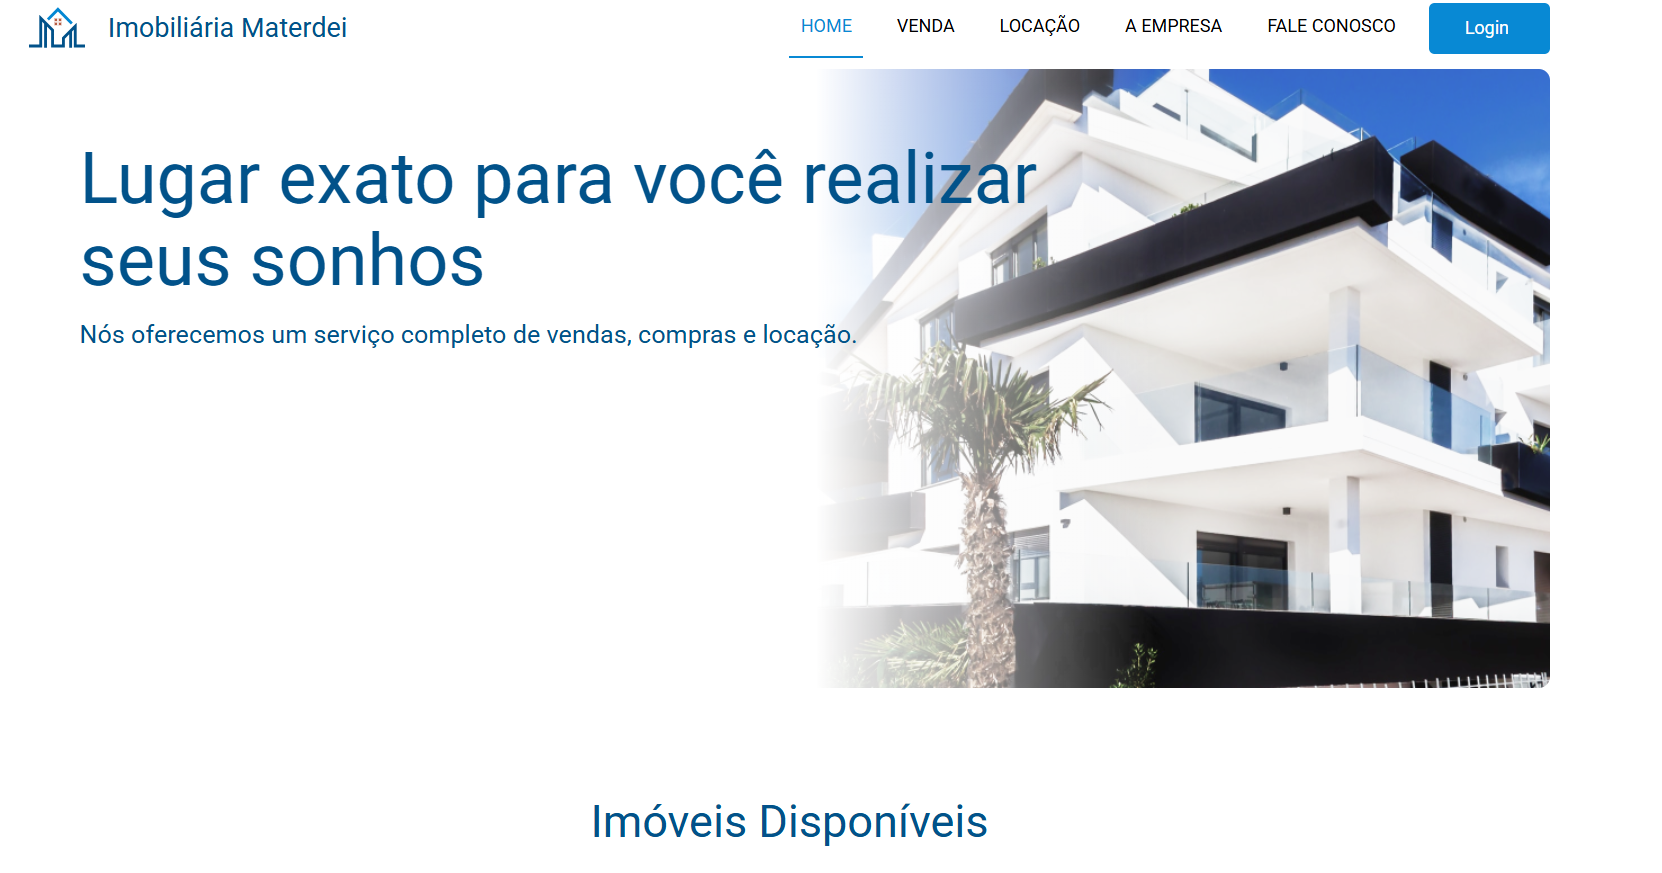 Imobiliária Materdei
HOME
VENDA
LOCAÇÃO
A EMPRESA
FALE CONOSCO
Login
Lugar exato para você realizar
seus sonhos
Nós oferecemos um serviço completo de vendas, compras e locação.
Imóveis Disponíveis